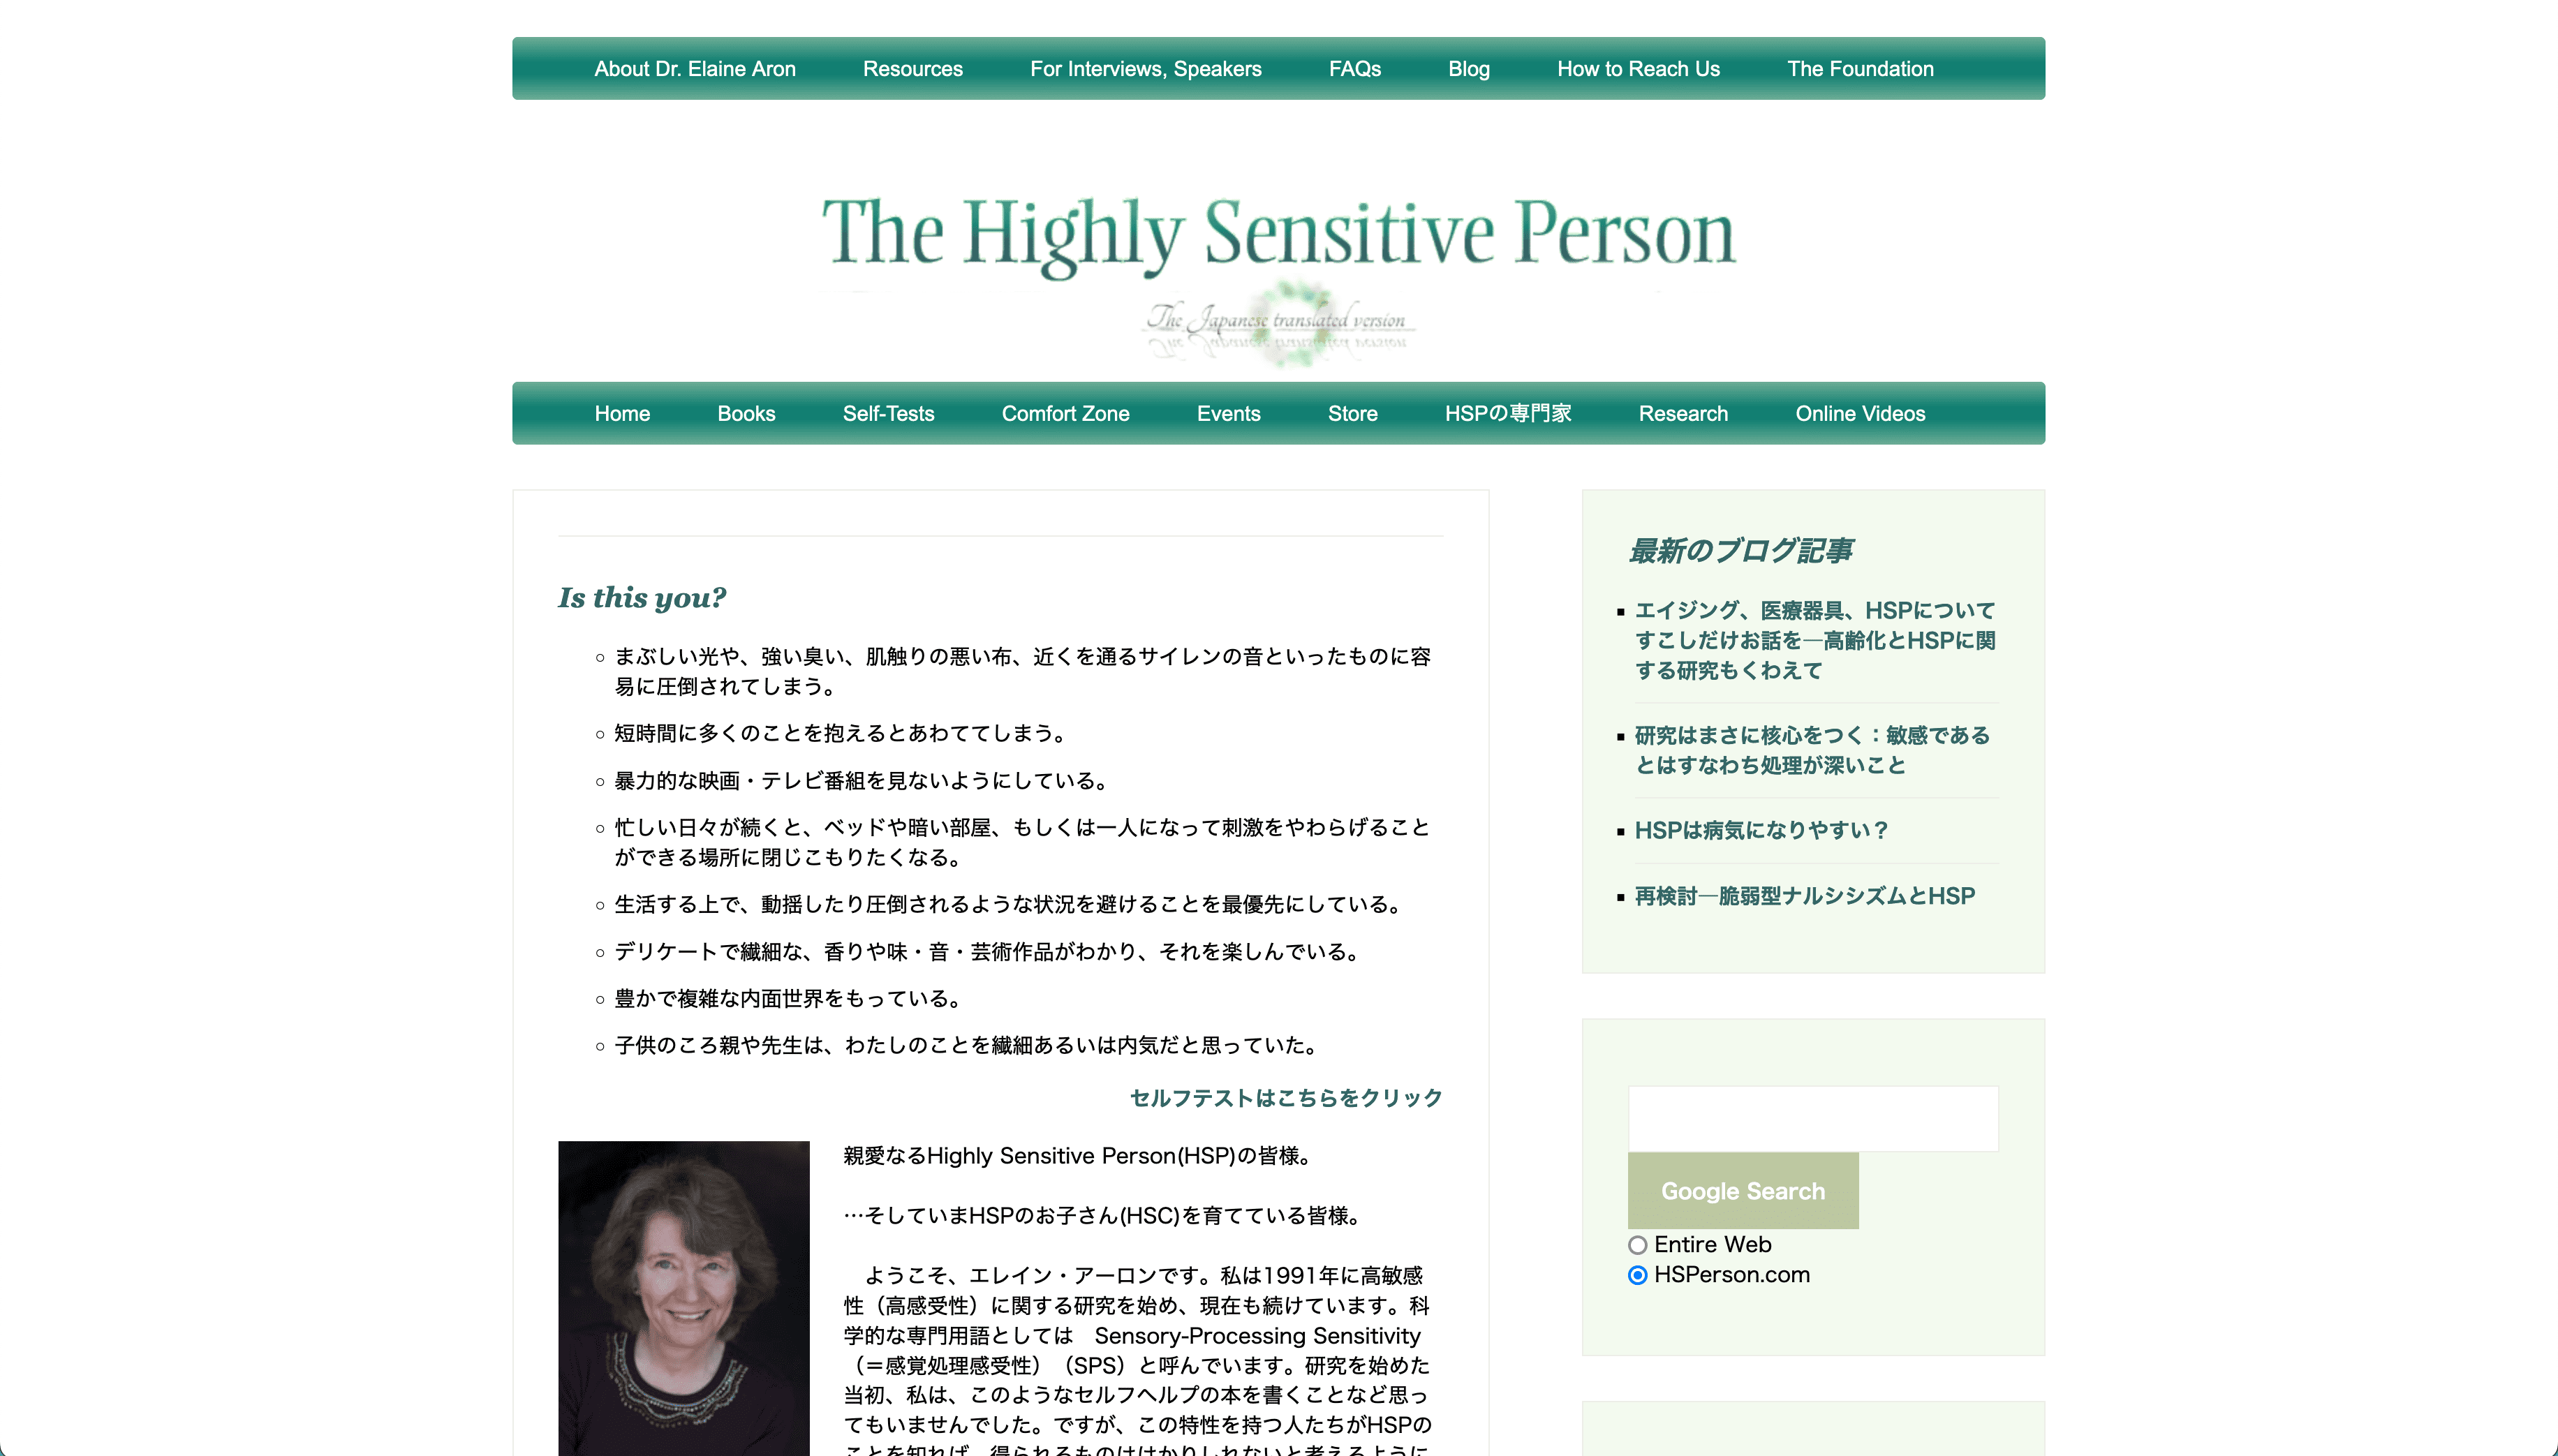 About Dr. Elaine Aron Resources For Interviews, Speakers FAQs Blog How to Reach Us The Foundation
The Highly Sensitive Person
The Japanese translated version
Home Books Self-Tests Comfort Zone Events Store HSPの専門家 Research Online Videos
Is this you?
まぶしい光や、強い臭い、肌触りの悪い布、近くを通るサイレンの音といったものに容
易に圧倒されてしまう。
短時間に多くのことを抱えるとあわててしまう。
暴力的な映画・テレビ番組を見ないようにしている。
忙しい日々が続くと、ベッドや暗い部屋、もしくは一人になって刺激をやわらげること
ができる場所に閉じこもりたくなる。
生活する上で、動揺したり圧倒されるような状況を避けることを最優先にしている。
デリケートで繊細な、香りや味・音・芸術作品がわかり、それを楽しんでいる。
豊かで複雑な内面世界をもっている。
子供のころ親や先生は、わたしのことを繊細あるいは内気だと思っていた。
セルフテストはこちらをクリック
親愛なるHighly Sensitive Person(HSP)の皆様。
…そしていまHSPのお子さん(HSC)を育てている皆様。
ようこそ、エレイン・アーロンです。私は1991年に高敏感
性（高感受性）に関する研究を始め、現在も続けています。科
学的な専門用語としては　Sensory-Processing Sensitivity
（＝感覚処理感受性）（SPS）と呼んでいます。研究を始めた
当初、私は、このようなセルフヘルプの本を書くことなど思っ
てもいませんでした。ですが、この特性を持つ人たちがHSPの
ことを知れば、得られるものははかりしれないと考えるように
最新のブログ記事
エイジング、医療器具、HSPについて
すこしだけお話を―高齢化とHSPに関
する研究もくわえて
研究はまさに核心をつく：敏感である
とはすなわち処理が深いこと
HSPは病気になりやすい？
再検討―脆弱型ナルシシズムとHSP
Google Search
Entire Web
HSPerson.com